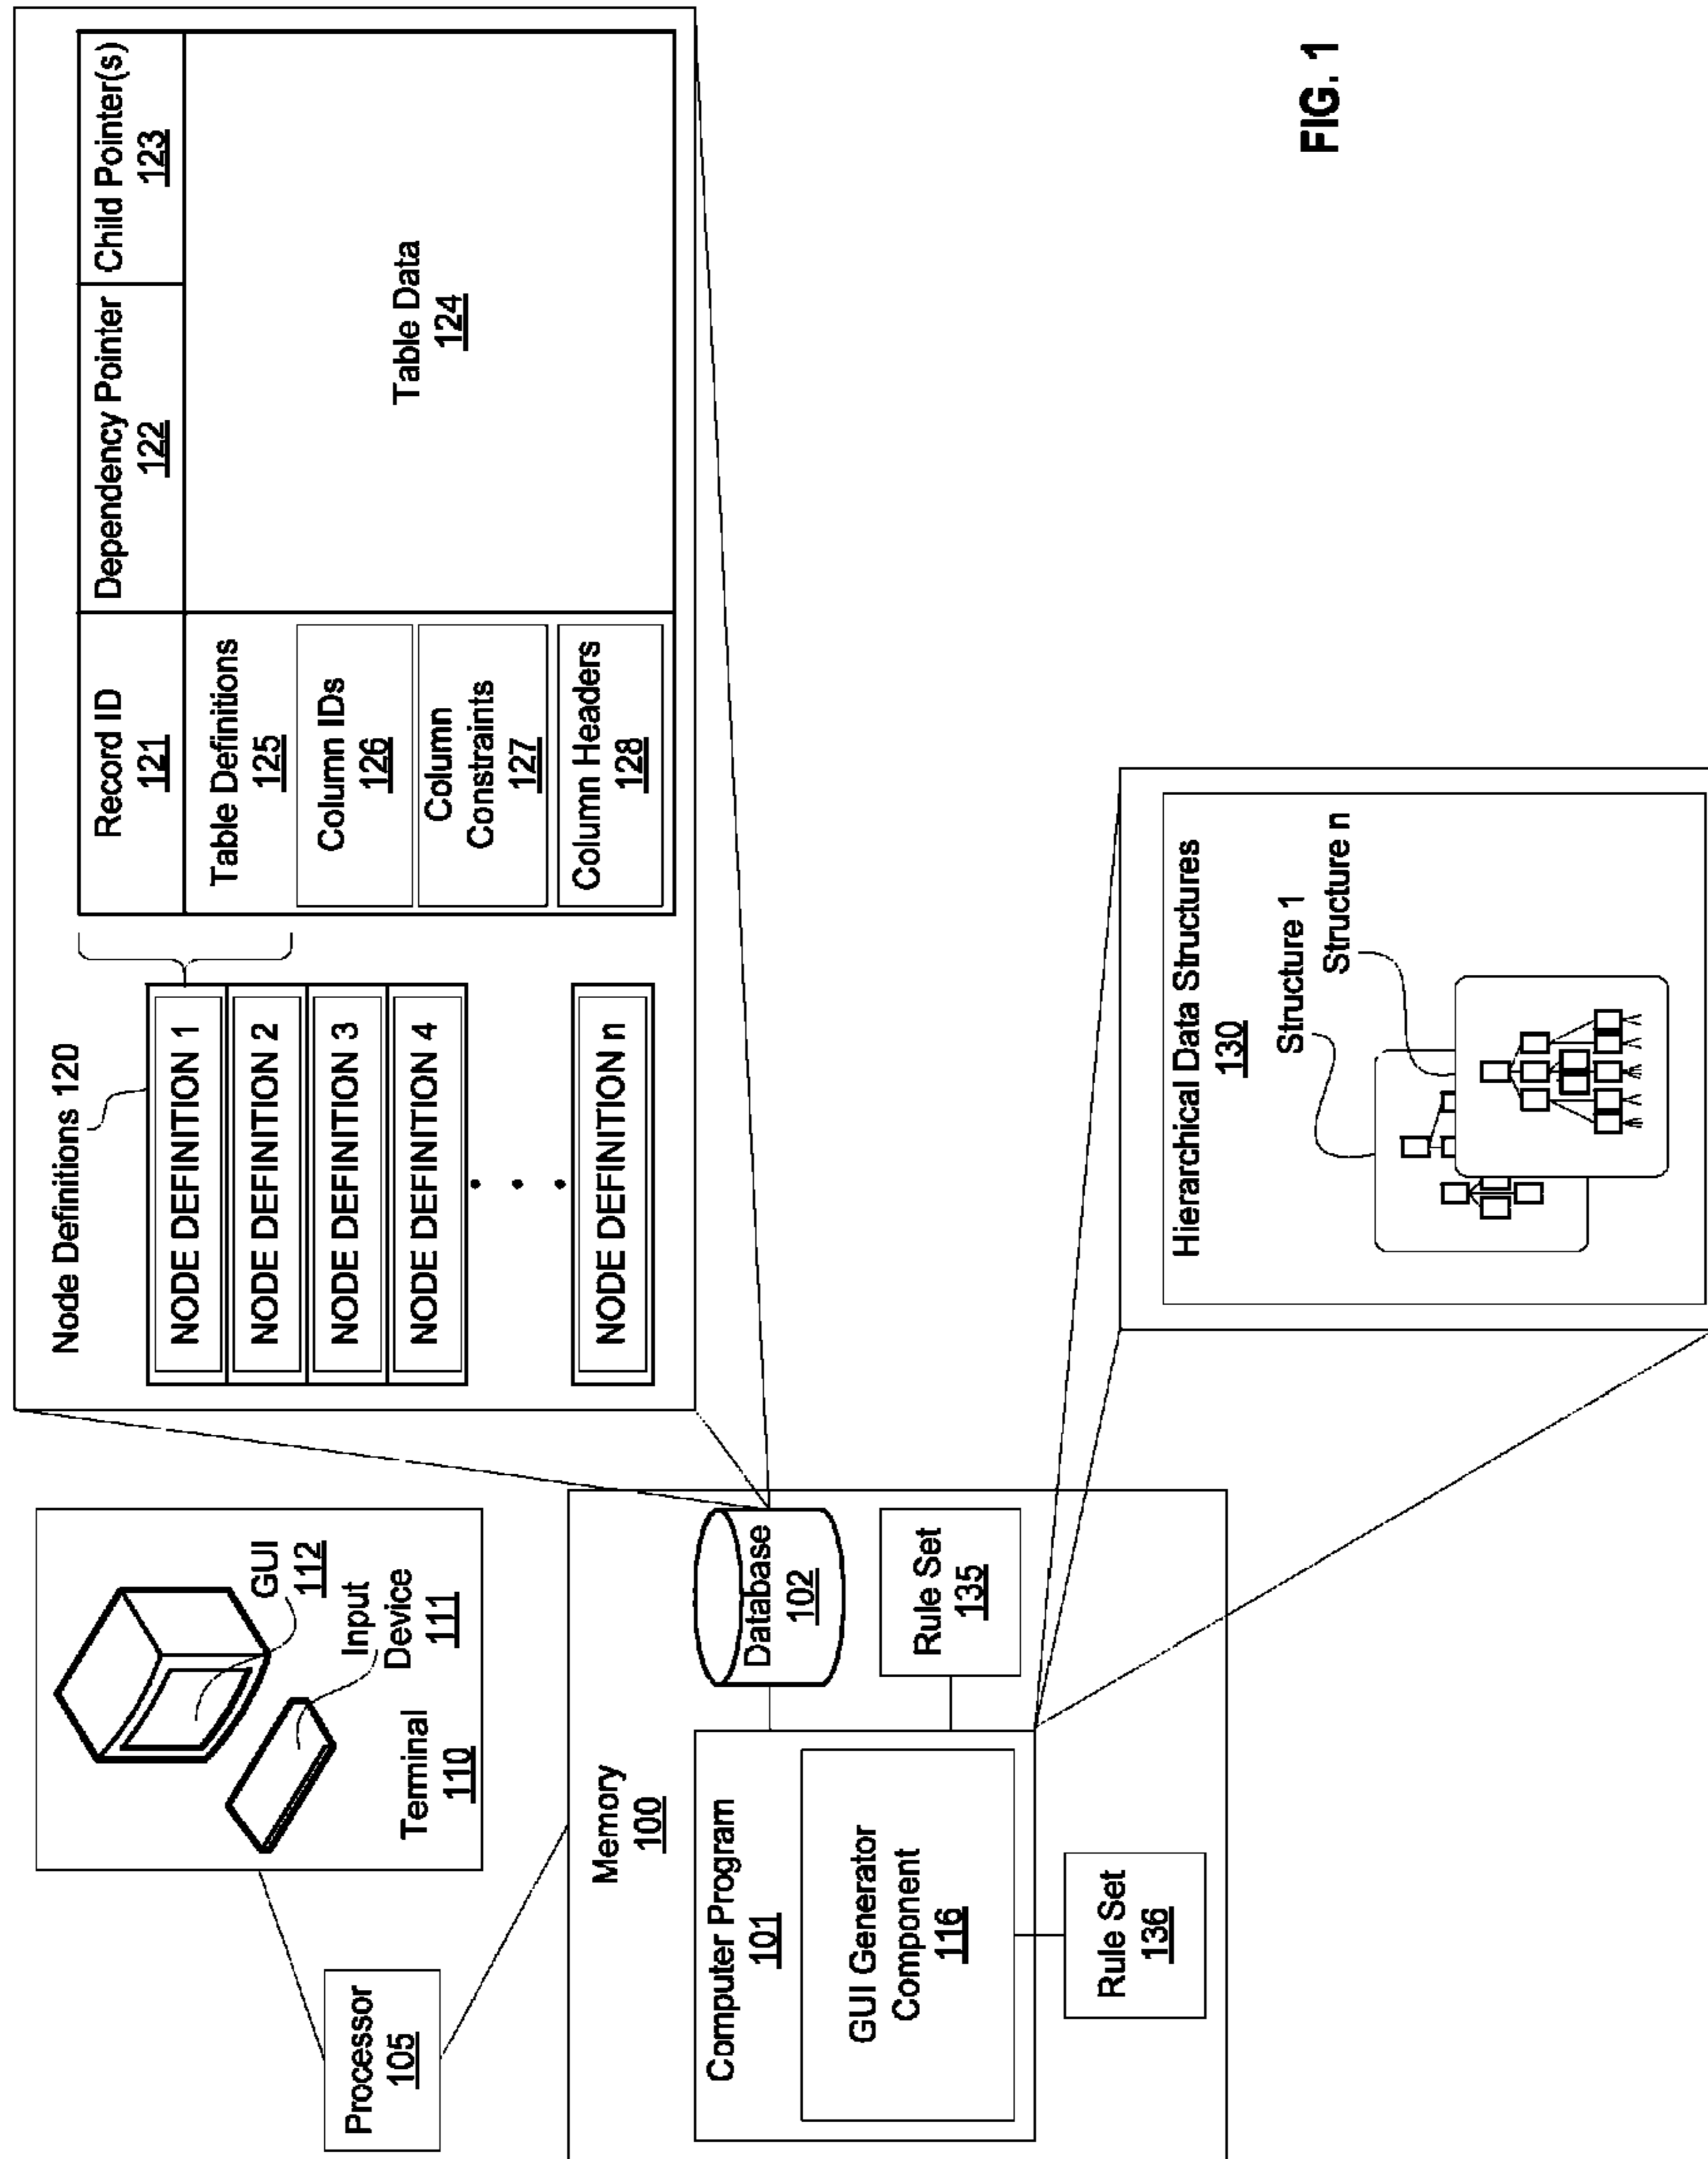 Processor
105
GUI
112
Input
Device
111
Terminal
110
Memory
100
Computer Program
101
GUI Generator
Component
116
Database
102
Rule Set
135
Rule Set
136
Node Definitions 120
NODE DEFINITION 1
NODE DEFINITION 2
NODE DEFINITION 3
NODE DEFINITION 4
NODE DEFINITION n
Record ID
121
Dependency Pointer
122
Child Pointer(s)
123
Table Definitions
125
Column IDs
126
Column
Constraints
127
Column Headers
128
Table Data
124
Hierarchical Data Structures
130
Structure 1
Structure n
FIG. 1